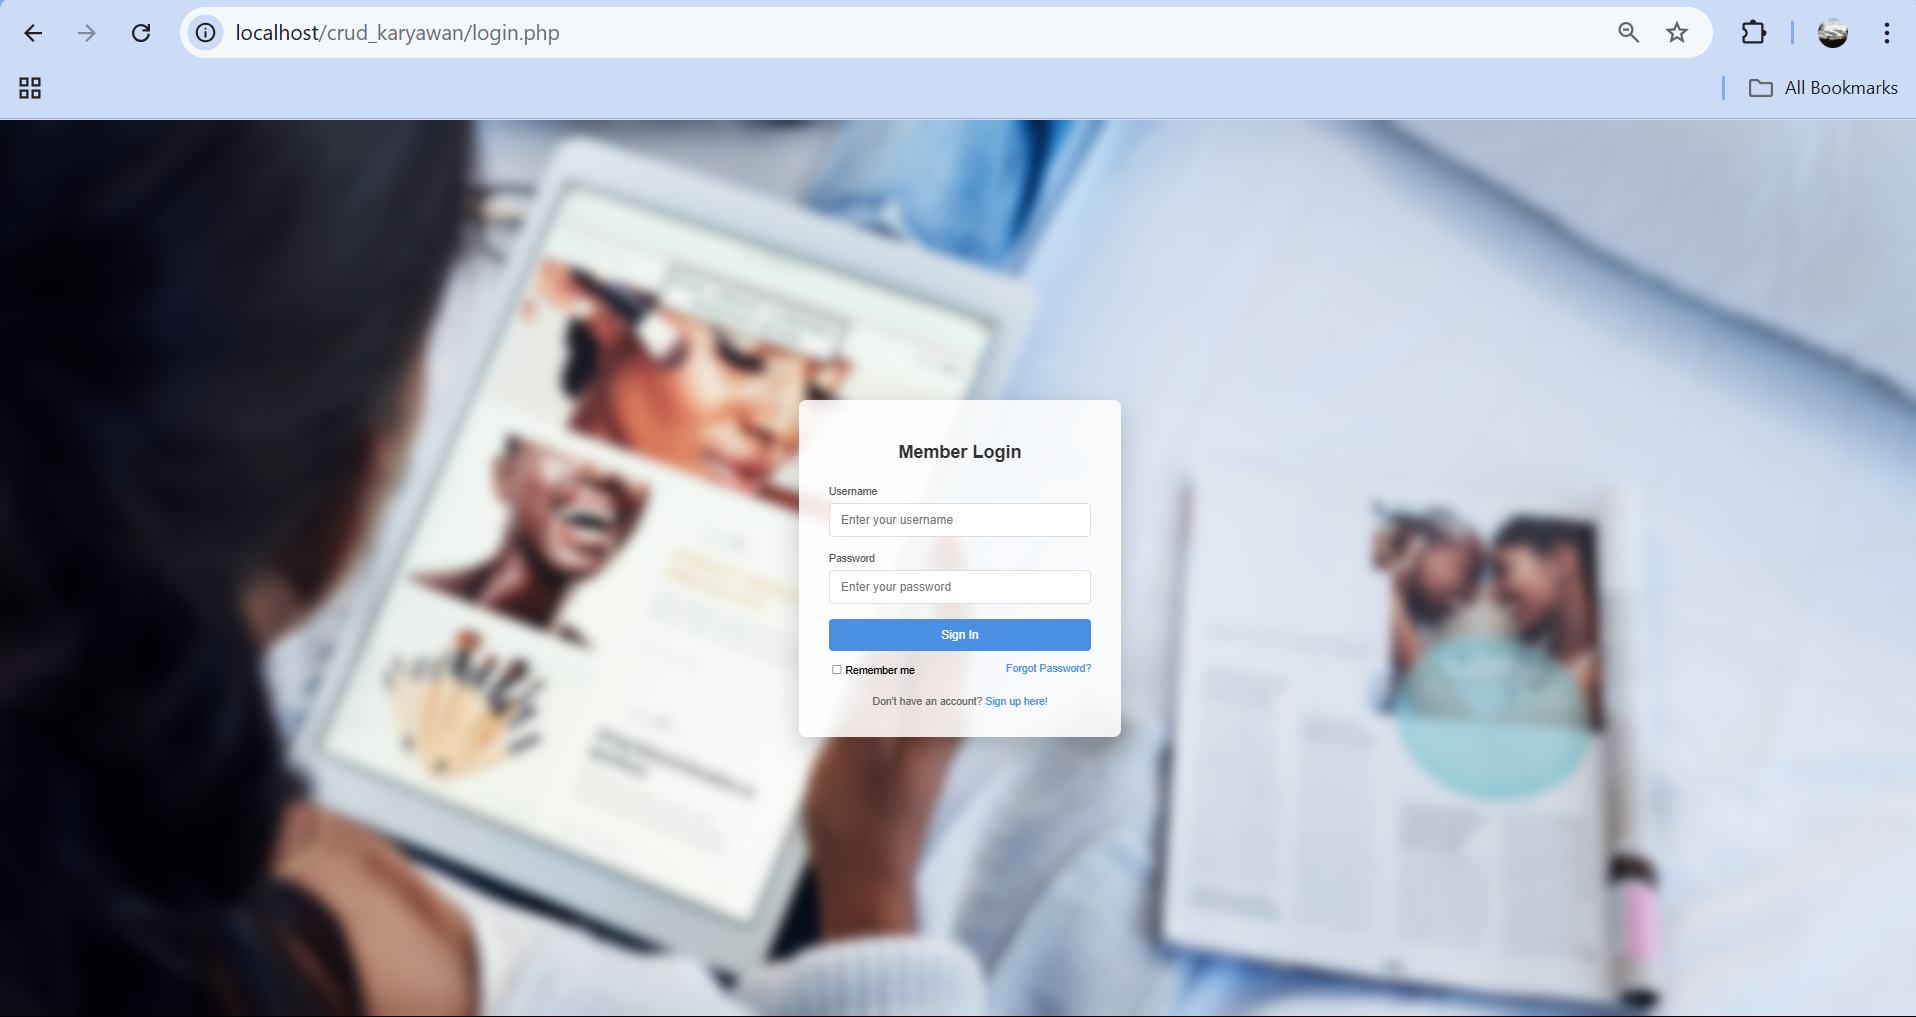 localhost/crud_karyawan/login.php
All Bookmarks
Member Login
Username
Enter your username
Password
Enter your password
Sign In
Remember me
Forgot Password?
Don't have an account? Sign up here!